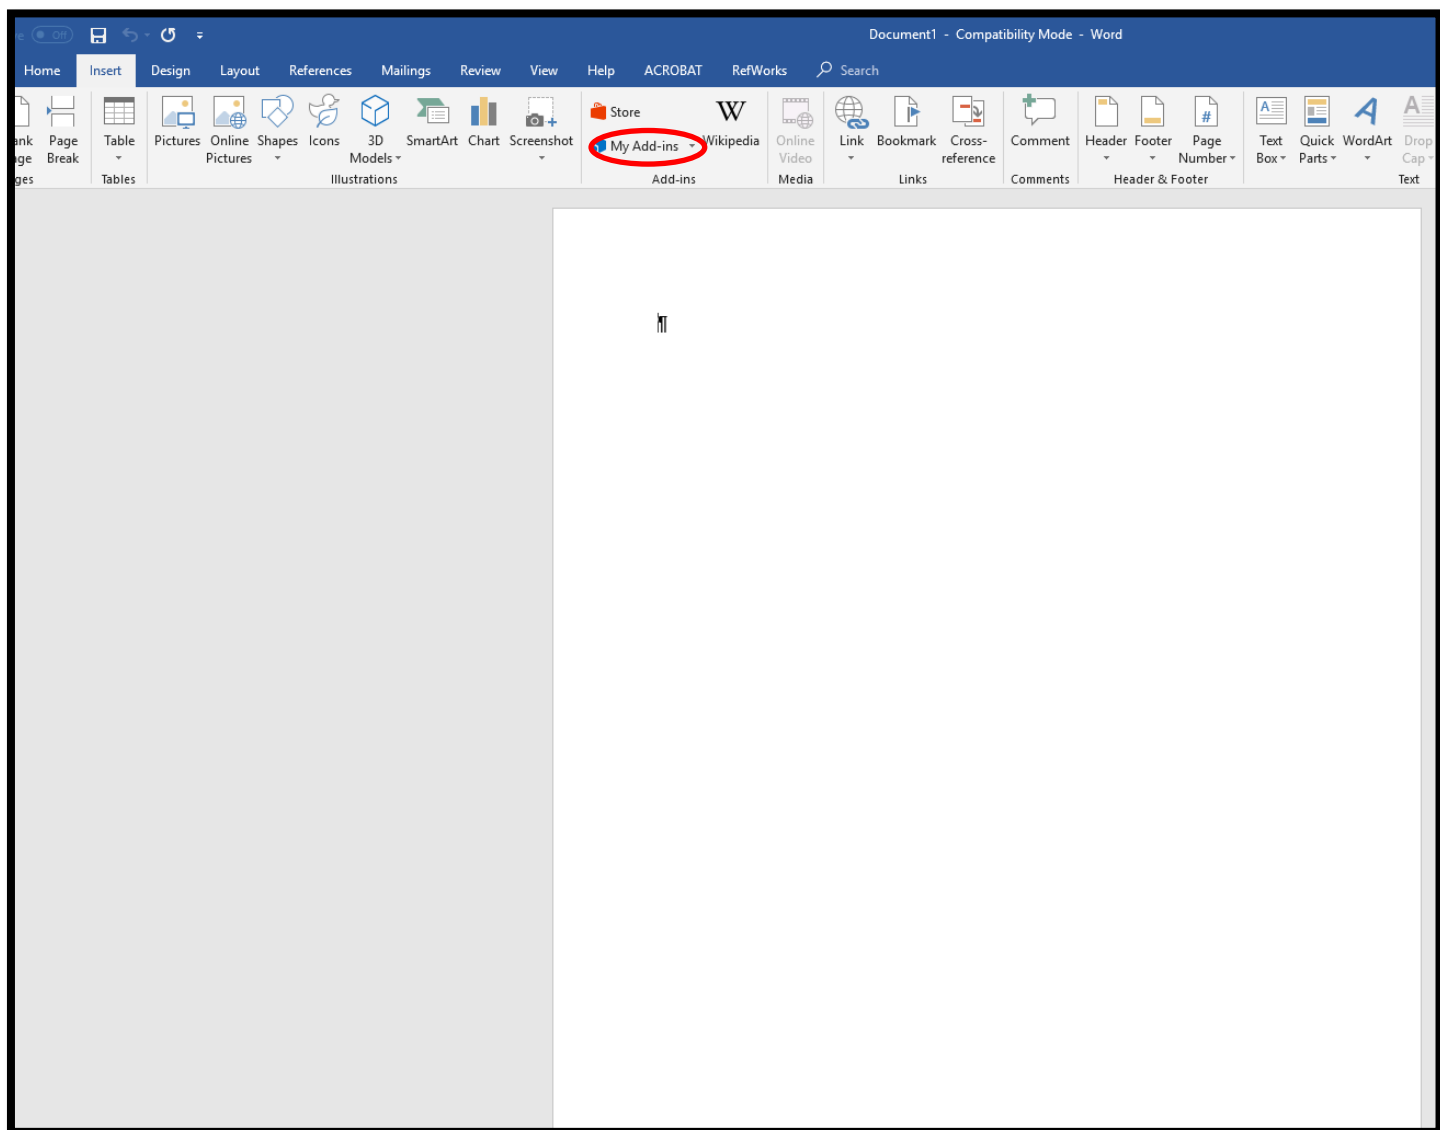 Off
Document1 - Compatibility Mode - Word
Home Insert Design Layout References Mailings Review View Help ACROBAT RefWorks Search
Page Break
Table
Pictures
Online Pictures
Shapes
Icons
3D Models
SmartArt
Chart
Screenshot
Store
My Add-ins
W
Wikipedia
Online Video
Link
Bookmark
Cross-reference
Comment
Header
Footer
#
Page Number
A
Text Box
Quick Parts
A
WordArt
A
Drop Cap
Tables Illustrations Add-ins Media Links Comments Header & Footer Text
¶